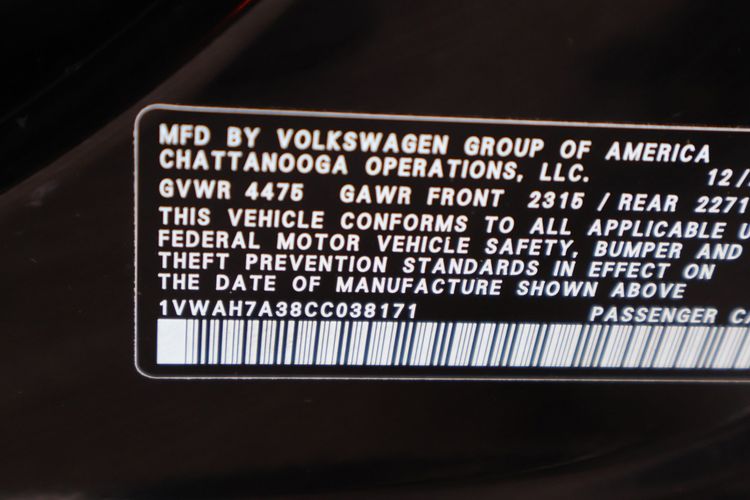 MFD BY VOLKSWAGEN GROUP OF AMERICA
CHATTANOOGA OPERATIONS, LLC. 12/
GVWR 4475 GAWR FRONT 2315 / REAR 2271
THIS VEHICLE CONFORMS TO ALL APPLICABLE
FEDERAL MOTOR VEHICLE SAFETY, BUMPER AND
THEFT PREVENTION STANDARDS IN EFFECT ON
THE DATE OF MANUFACTURE SHOWN ABOVE
1VWAH7A38CC038171 PASSENGER